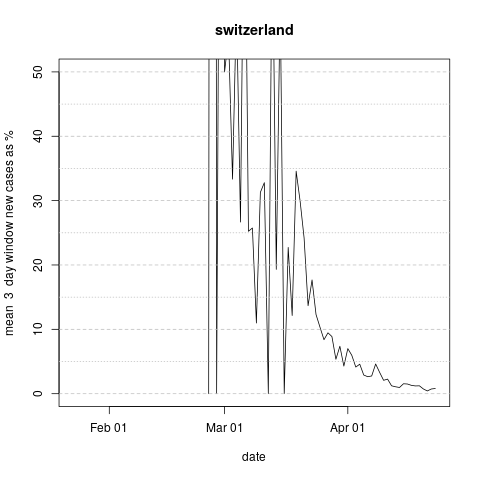 switzerland
mean  3  day window new cases as %
50
40
30
20
10
0
Feb 01
Mar 01
Apr 01
date